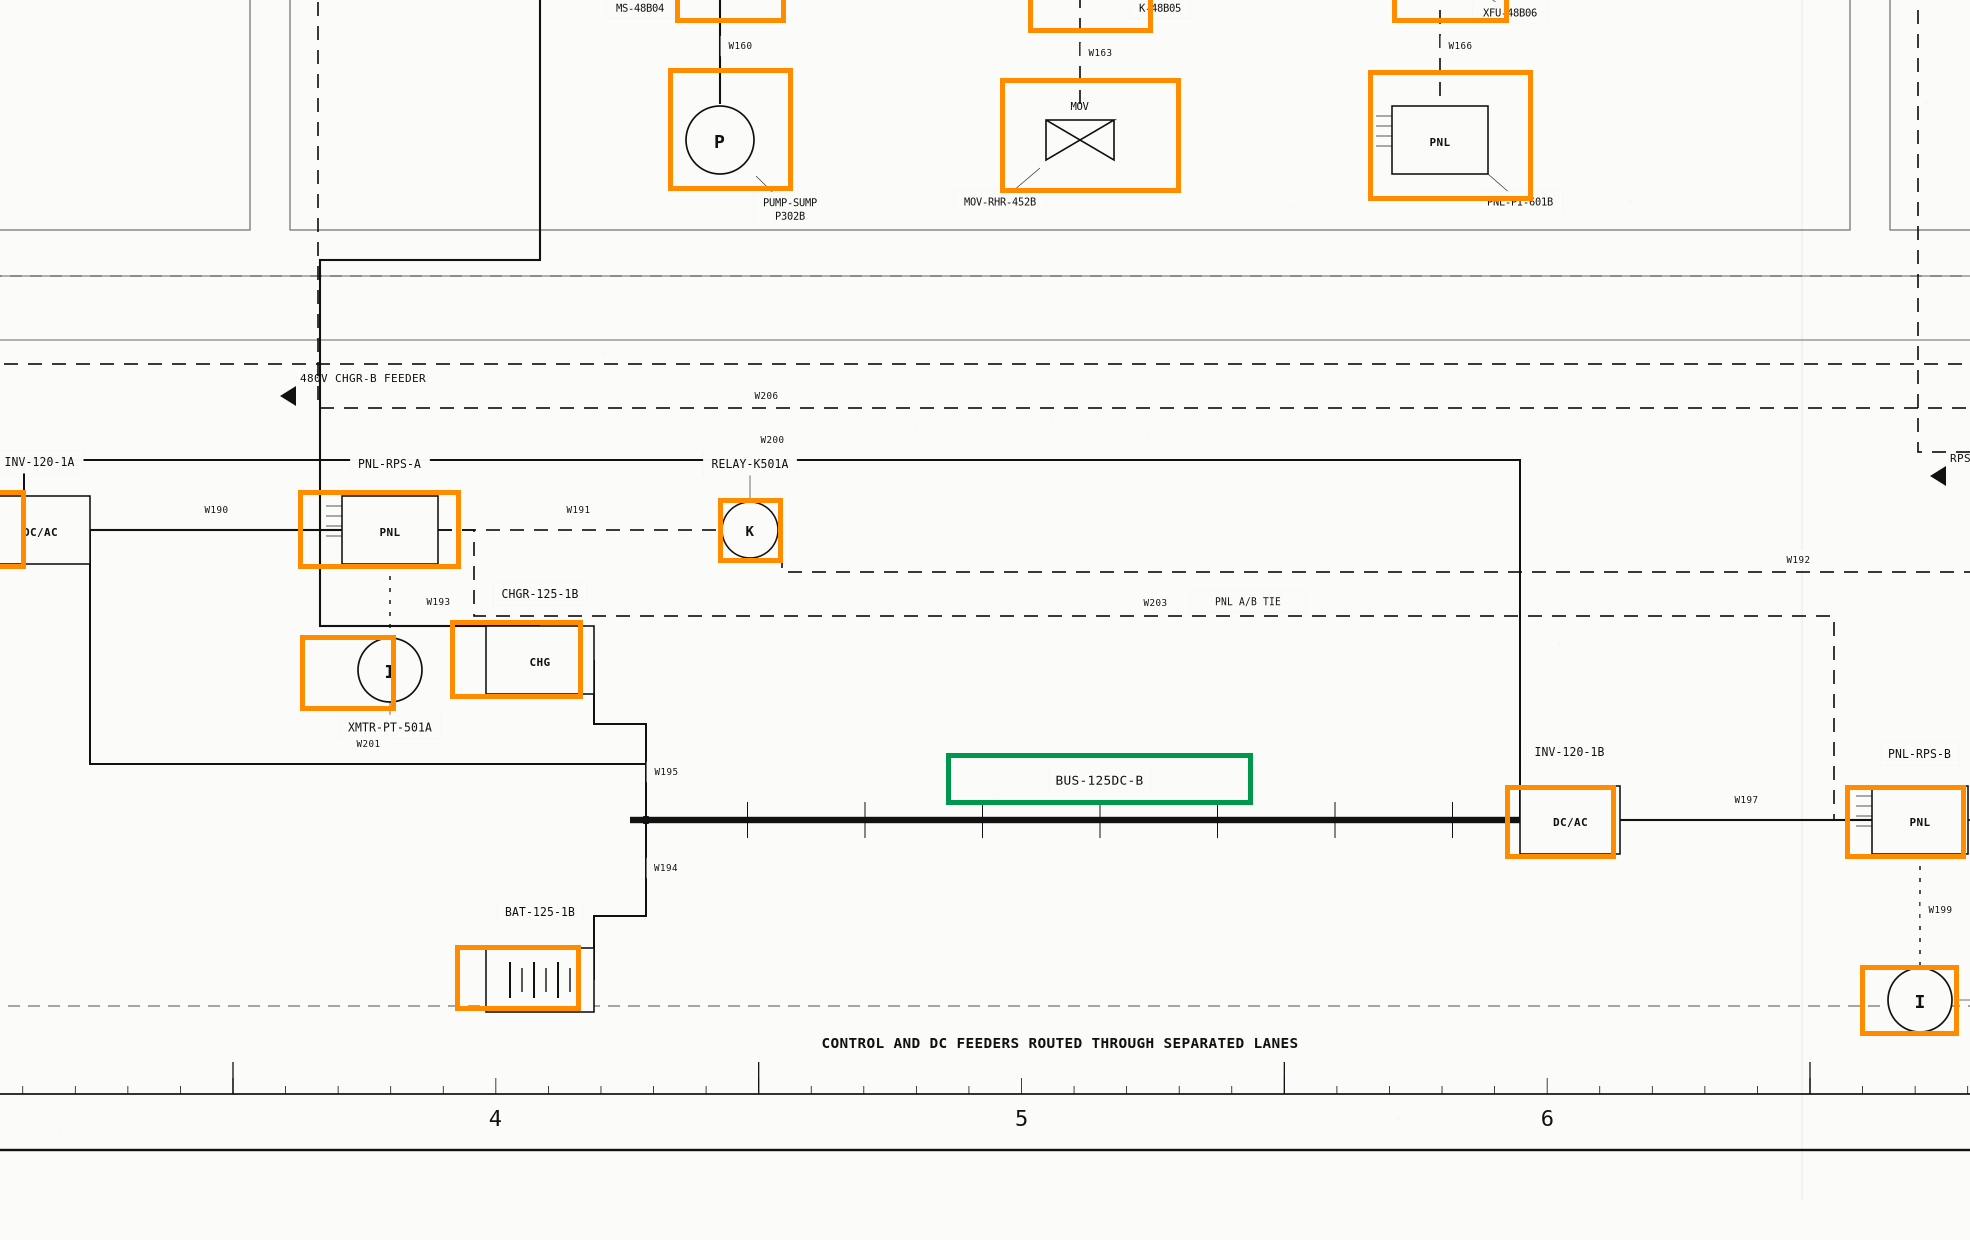 MS-48B04
K-48B05
XFU-48B06
W160
W163
W166
MOV
P
PNL
PUMP-SUMP
P302B
MOV-RHR-452B
PNL-PI-601B
480V CHGR-B FEEDER
W206
W200
INV-120-1A
PNL-RPS-A
RELAY-K501A
RPS
W190
W191
DC/AC
PNL
K
W192
CHGR-125-1B
W193
W203
PNL A/B TIE
CHG
I
XMTR-PT-501A
W201
W195
BUS-125DC-B
INV-120-1B
PNL-RPS-B
W197
DC/AC
PNL
W194
BAT-125-1B
W199
I
CONTROL AND DC FEEDERS ROUTED THROUGH SEPARATED LANES
4
5
6